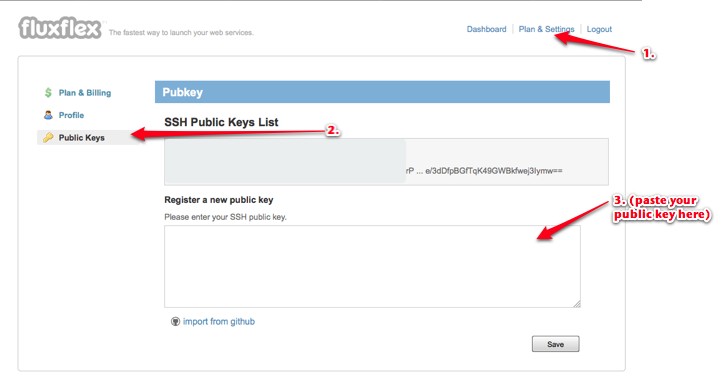 fluxflex
The fastest way to launch your web services.
Dashboard
Plan & Settings
Logout
1.
Plan & Billing
Profile
Public Keys
2.
Pubkey
SSH Public Keys List
rP ... e/3dDfpBGfTqK49GWBkfwej3Iymw==
Register a new public key
Please enter your SSH public key.
3. (paste your
public key here)
import from github
Save